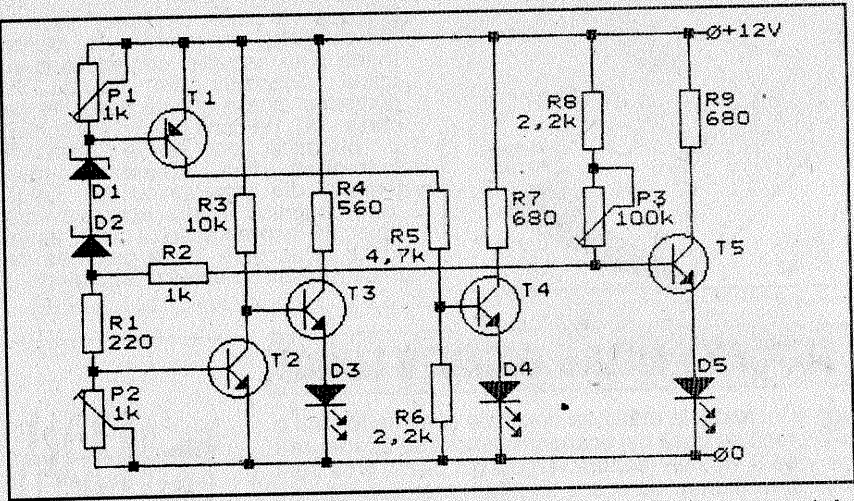 +12V
P1
1k
T1
R8
2,2k
R9
680
D1
D2
R3
10k
R4
560
R5
4,7k
R7
680
P3
100k
T5
R2
1k
T3
T4
R1
220
T2
D3
D4
D5
P2
1k
R6
2,2k
0